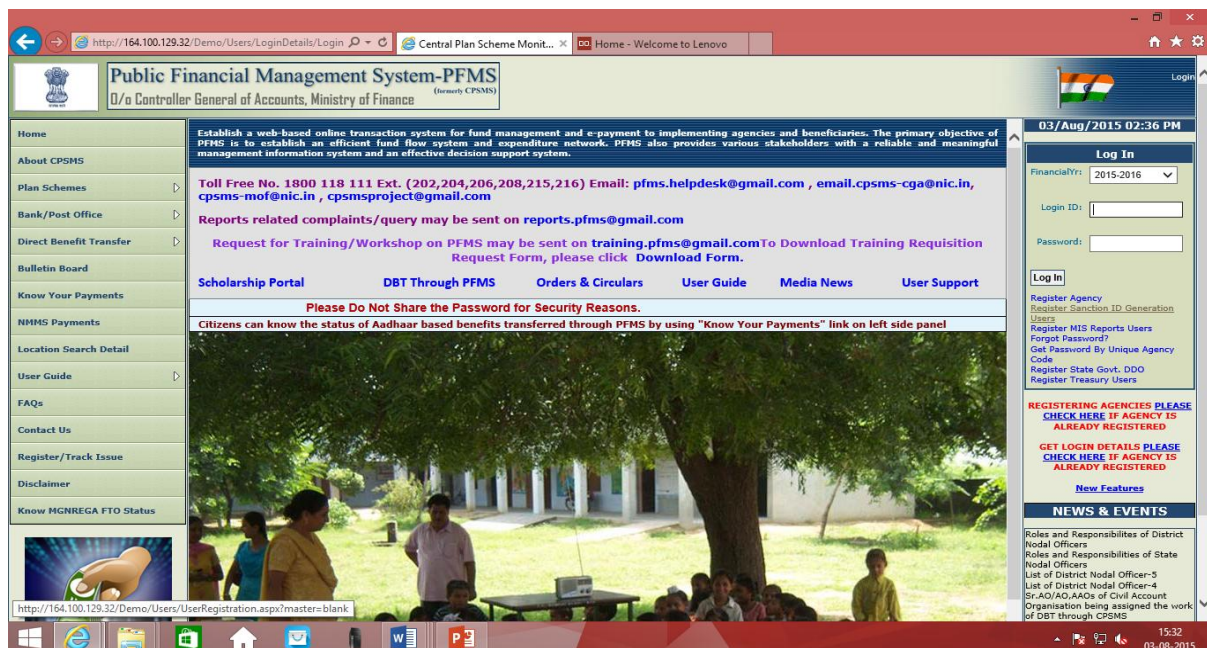 http://164.100.129.32/Demo/Users/LoginDetails/Login
Central Plan Scheme Monit...
Home - Welcome to Lenovo
Public Financial Management System-PFMS
(formerly CPSMS)
O/o Controller General of Accounts, Ministry of Finance
Login
Home
About CPSMS
Plan Schemes
Bank/Post Office
Direct Benefit Transfer
Bulletin Board
Know Your Payments
NMMS Payments
Location Search Detail
User Guide
FAQs
Contact Us
Register/Track Issue
Disclaimer
Know MGNREGA FTO Status
Establish a web-based online transaction system for fund management and e-payment to implementing agencies and beneficiaries. The primary objective of
PFMS is to establish an efficient fund flow system and expenditure network. PFMS also provides various stakeholders with a reliable and meaningful
management information system and an effective decision support system.
Toll Free No. 1800 118 111 Ext. (202,204,206,208,215,216) Email: pfms.helpdesk@gmail.com , email.cpsms-cga@nic.in,
cpsms-mof@nic.in , cpsmsproject@gmail.com
Reports related complaints/query may be sent on reports.pfms@gmail.com
Request for Training/Workshop on PFMS may be sent on training.pfms@gmail.comTo Download Training Requisition
Request Form, please click Download Form.
Scholarship Portal DBT Through PFMS Orders & Circulars User Guide Media News User Support
Please Do Not Share the Password for Security Reasons.
Citizens can know the status of Aadhaar based benefits transferred through PFMS by using "Know Your Payments" link on left side panel
03/Aug/2015 02:36 PM
Log In
FinancialYr: 2015-2016
Login ID:
Password:
Log In
Register Agency
Register Sanction ID Generation
Users
Register MIS Reports Users
Forgot Password?
Get Password By Unique Agency
Code
Register State Govt. DDO
Register Treasury Users
REGISTERING AGENCIES PLEASE
CHECK HERE IF AGENCY IS
ALREADY REGISTERED
GET LOGIN DETAILS PLEASE
CHECK HERE IF AGENCY IS
ALREADY REGISTERED
New Features
NEWS & EVENTS
Roles and Responsibilites of District
Nodal Officers
Roles and Responsibilities of State
Nodal Officers
List of District Nodal Officer-5
List of District Nodal Officer-4
Sr.AO/AO,AAOs of Civil Account
Organisation being assigned the work
of DBT through CPSMS
http://164.100.129.32/Demo/Users/UserRegistration.aspx?master=blank
15:32
03-08-2015